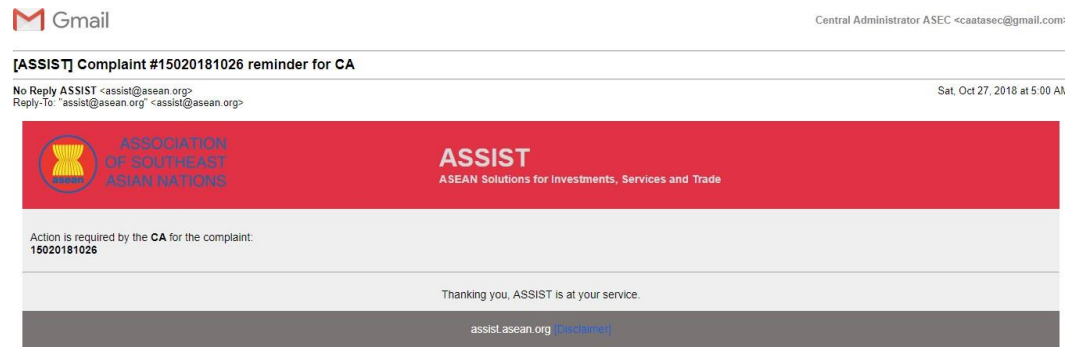 Gmail
Central Administrator ASEC <caatasec@gmail.com>
[ASSIST] Complaint #15020181026 reminder for CA
No Reply ASSIST <assist@asean.org>
Sat, Oct 27, 2018 at 5:00 AM
Reply-To: "assist@asean.org" <assist@asean.org>
ASSOCIATION
OF SOUTHEAST
ASIAN NATIONS
asean
ASSIST
ASEAN Solutions for Investments, Services and Trade
Action is required by the CA for the complaint:
15020181026
Thanking you, ASSIST is at your service.
assist.asean.org [Disclaimer]